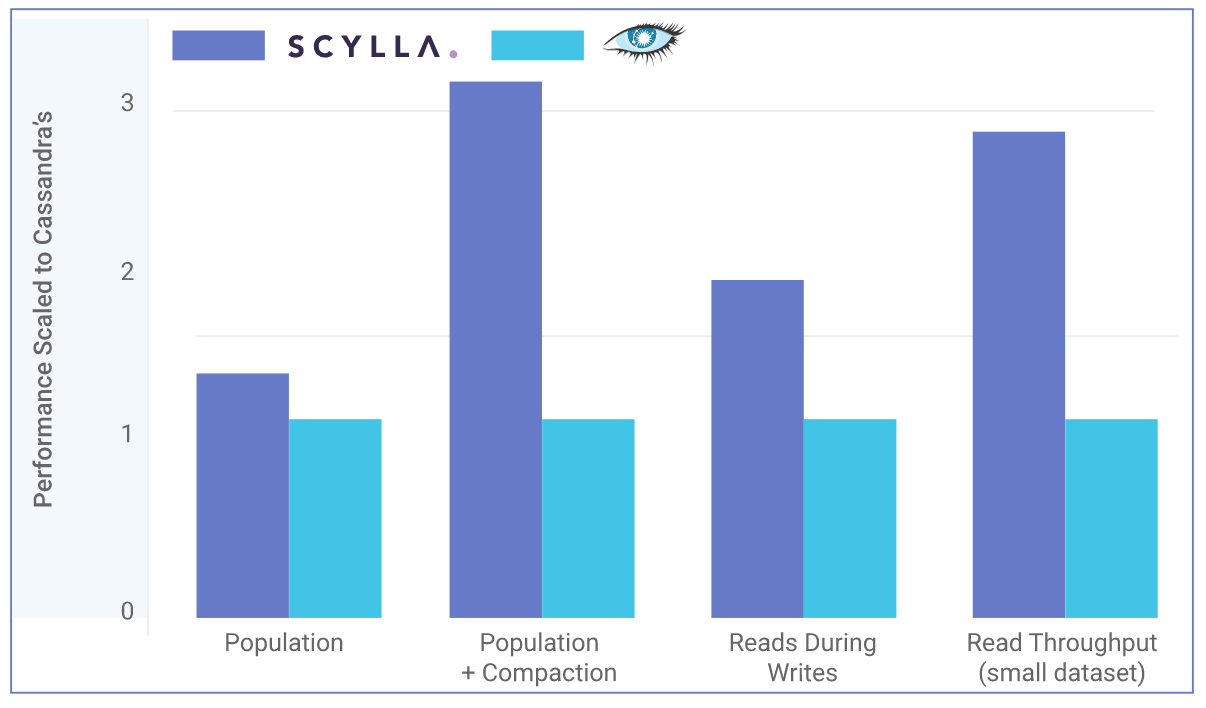 SCYLLA.
Performance Scaled to Cassandra's
3
2
1
0
Population
Population
+ Compaction
Reads During
Writes
Read Throughput
(small dataset)